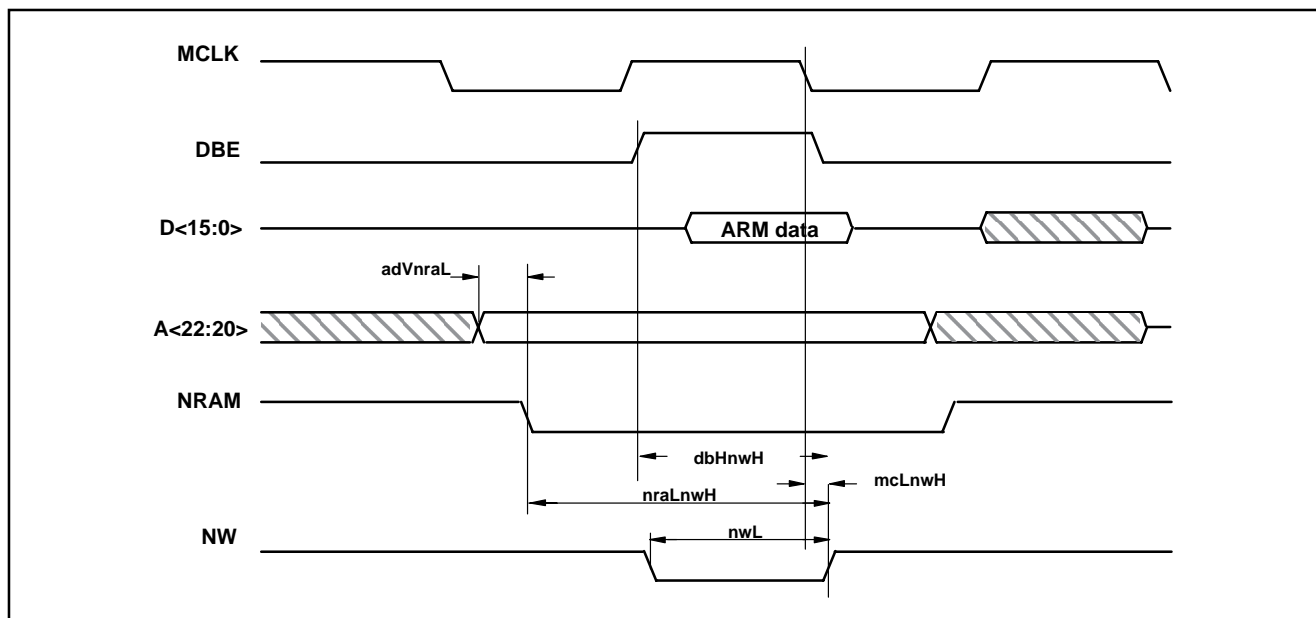 MCLK
DBE
D<15:0>
ARM data
adVnraL
A<22:20>
NRAM
dbHnwH
mcLnwH
nraLnwH
NW
nwL